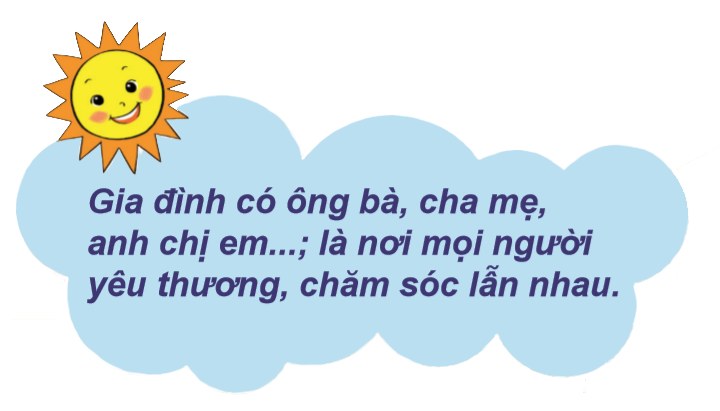 Gia đình có ông bà, cha mẹ,
anh chị em...; là nơi mọi người
yêu thương, chăm sóc lẫn nhau.